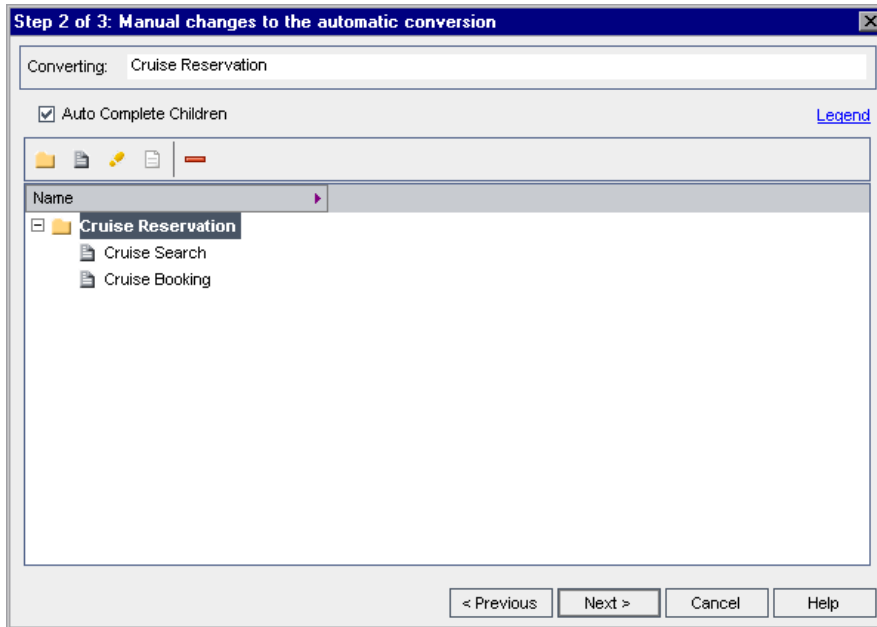 Step 2 of 3: Manual changes to the automatic conversion
Converting: Cruise Reservation
Auto Complete Children
Legend
Name
Cruise Reservation
Cruise Search
Cruise Booking
< Previous Next > Cancel Help